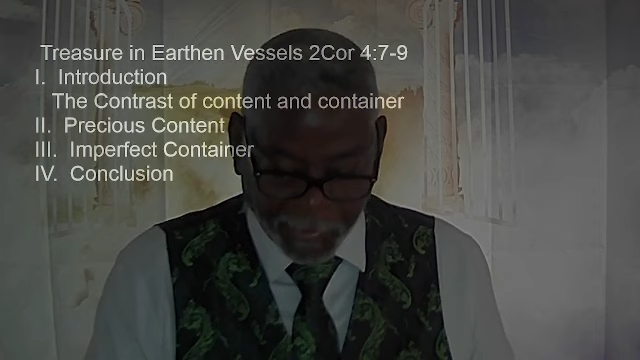 Treasure in Earthen Vessels 2Cor 4:7-9
I. Introduction
The Contrast of content and container
II. Precious Content
III. Imperfect Container
IV. Conclusion